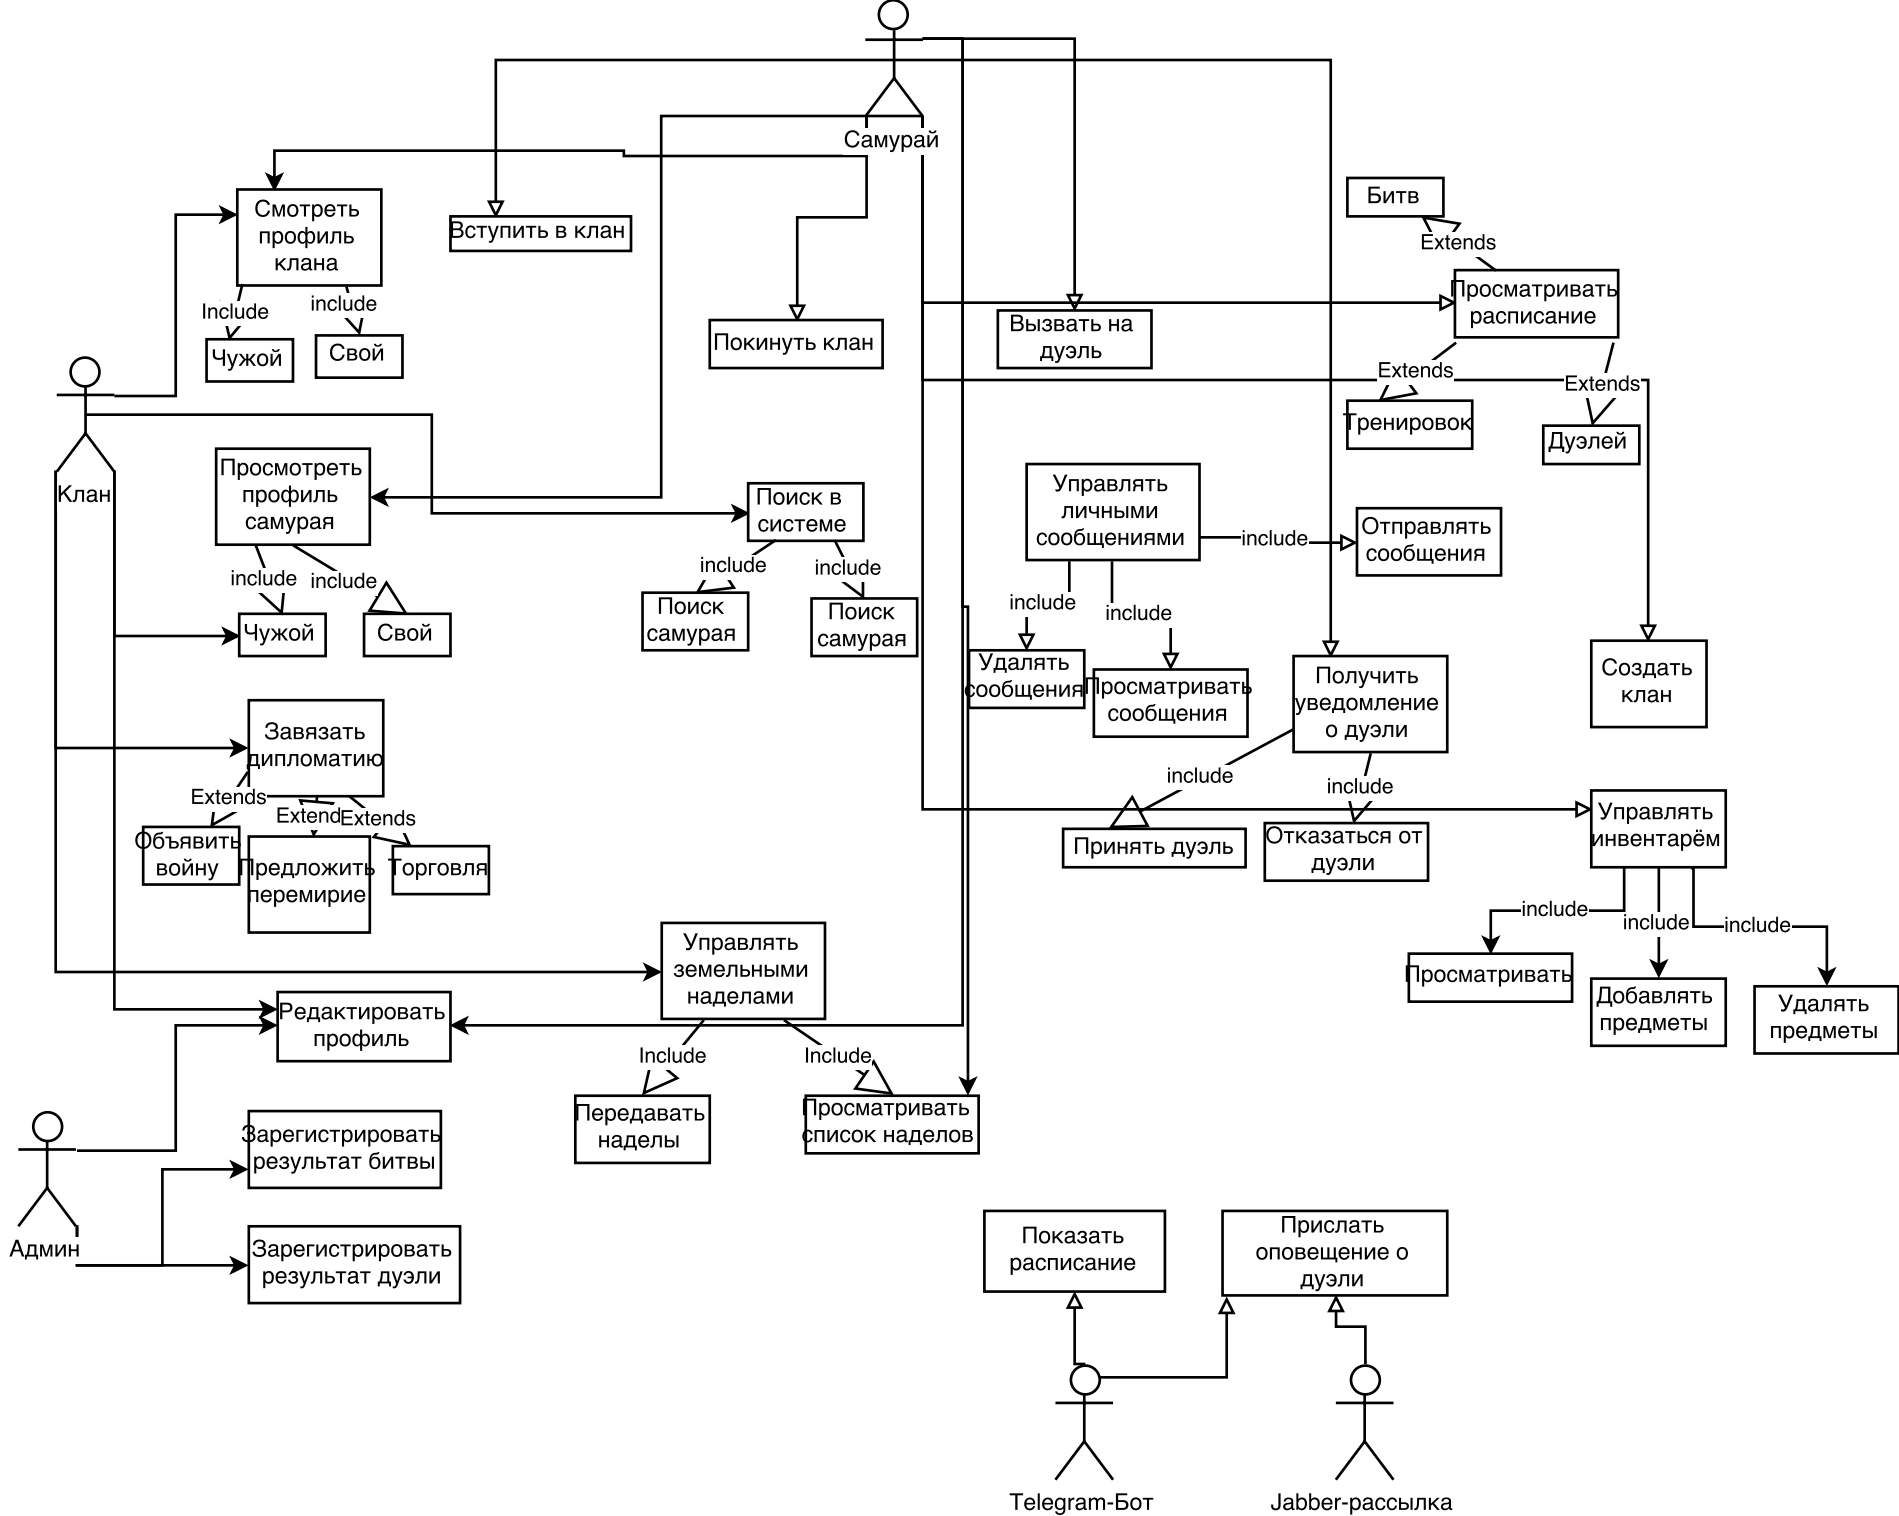 Самурай
Битв
Extends
Смотреть
профиль
клана
Вступить в клан
Просматривать
расписание
Include
include
Чужой
Свой
Покинуть клан
Вызвать на
дуэль
Extends
Extends
Тренировок
Дуэлей
Клан
Просмотреть
профиль
самурая
Поиск в
системе
Управлять
личными
сообщениями
include
Отправлять
сообщения
include
include
include
include
include
include
Чужой
Свой
Поиск
самурая
Поиск
самурая
Удалять
сообщения
Просматривать
сообщения
Получить
уведомление
о дуэли
Создать
клан
Завязать
дипломатию
include
include
Extends
Extend
Extends
Объявить
войну
Предложить
перемирие
Торговля
Принять дуэль
Отказаться от
дуэли
Управлять
инвентарём
include
include
include
Управлять
земельными
наделами
Просматривать
Добавлять
предметы
Удалять
предметы
Редактировать
профиль
Include
Include
Передавать
наделы
Просматривать
список наделов
Зарегистрировать
результат битвы
Админ
Зарегистрировать
результат дуэли
Показать
расписание
Прислать
оповещение о
дуэли
Telegram-Бот
Jabber-рассылка